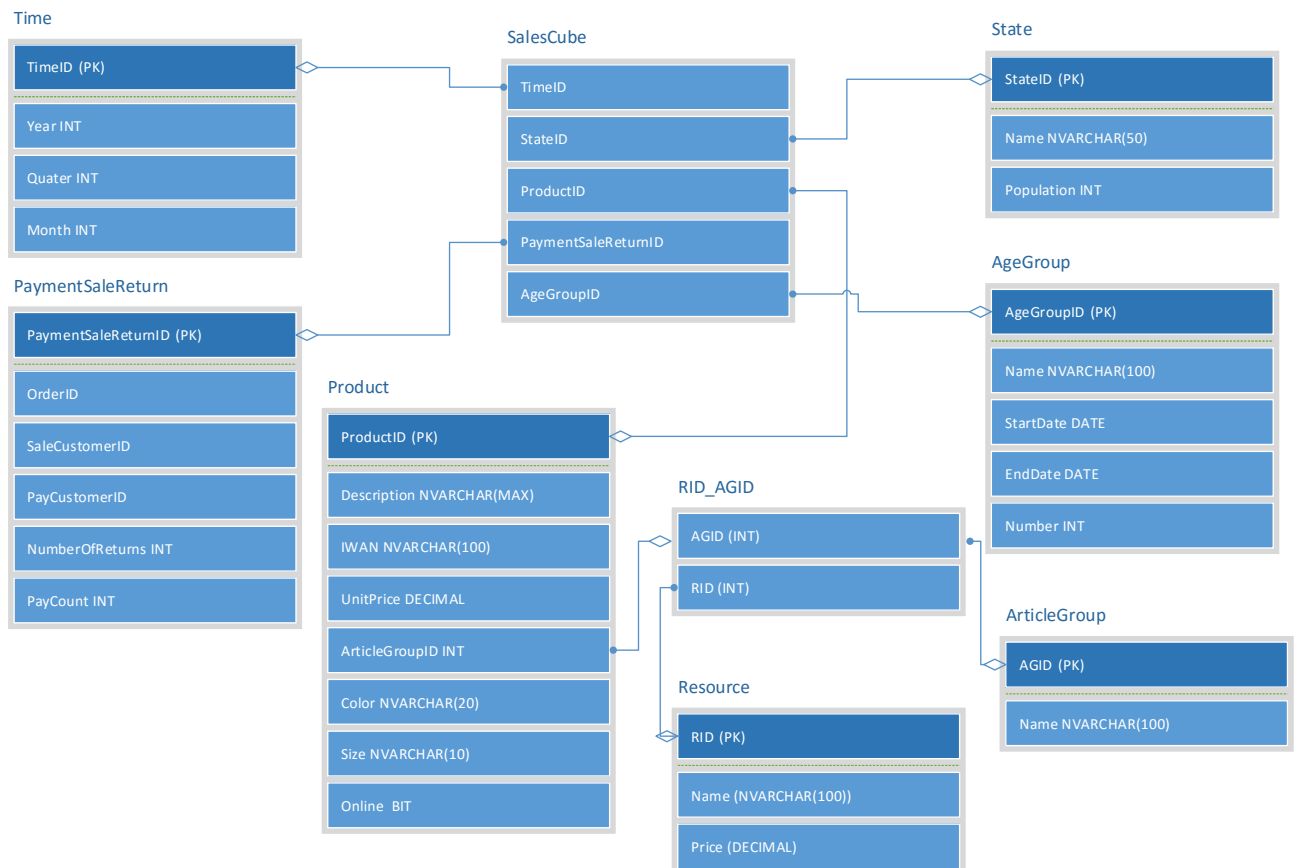 Time
TimeID (PK)
Year INT
Quater INT
Month INT
SalesCube
TimeID
StateID
ProductID
PaymentSaleReturnID
AgeGroupID
State
StateID (PK)
Name NVARCHAR(50)
Population INT
PaymentSaleReturn
PaymentSaleReturnID (PK)
OrderID
SaleCustomerID
PayCustomerID
NumberOfReturns INT
PayCount INT
AgeGroup
AgeGroupID (PK)
Name NVARCHAR(100)
StartDate DATE
EndDate DATE
Number INT
Product
ProductID (PK)
Description NVARCHAR(MAX)
IWAN NVARCHAR(100)
UnitPrice DECIMAL
ArticleGroupID INT
Color NVARCHAR(20)
Size NVARCHAR(10)
Online BIT
RID_AGID
AGID (INT)
RID (INT)
ArticleGroup
AGID (PK)
Name NVARCHAR(100)
Resource
RID (PK)
Name (NVARCHAR(100))
Price (DECIMAL)